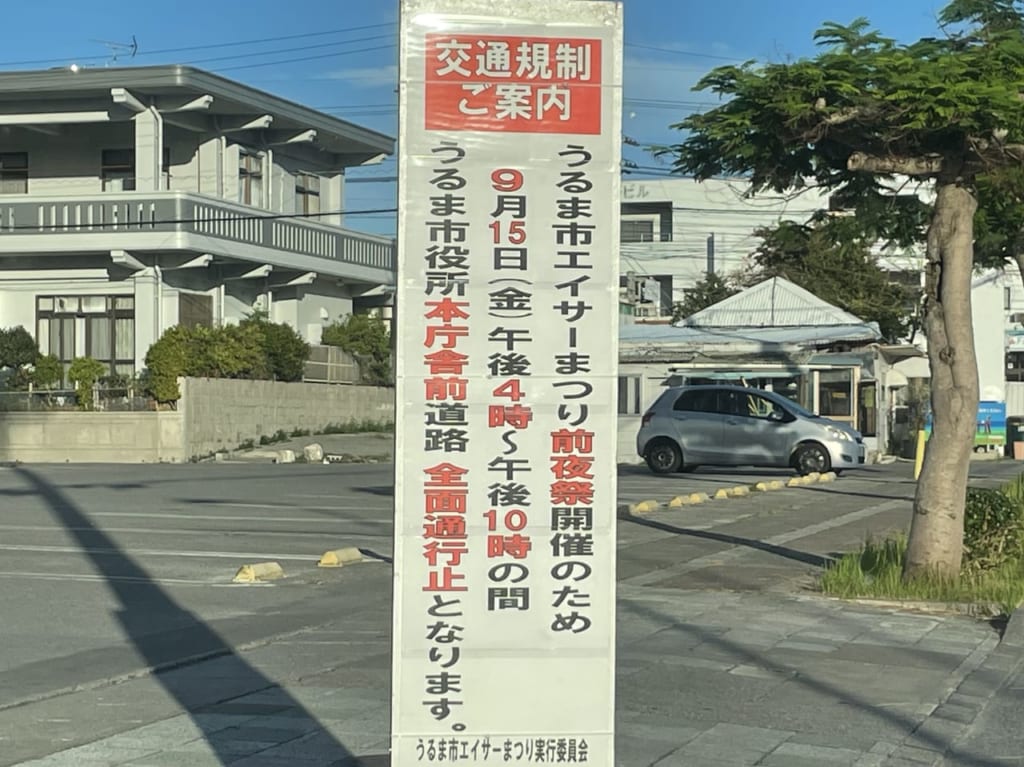 交通規制
ご案内
うるま市エイサーまつり前夜祭開催のため
9月15日(金)午後4時～午後10時の間
うるま市役所本庁舎前道路 全面通行止となります。
うるま市エイサーまつり実行委員会
ビル